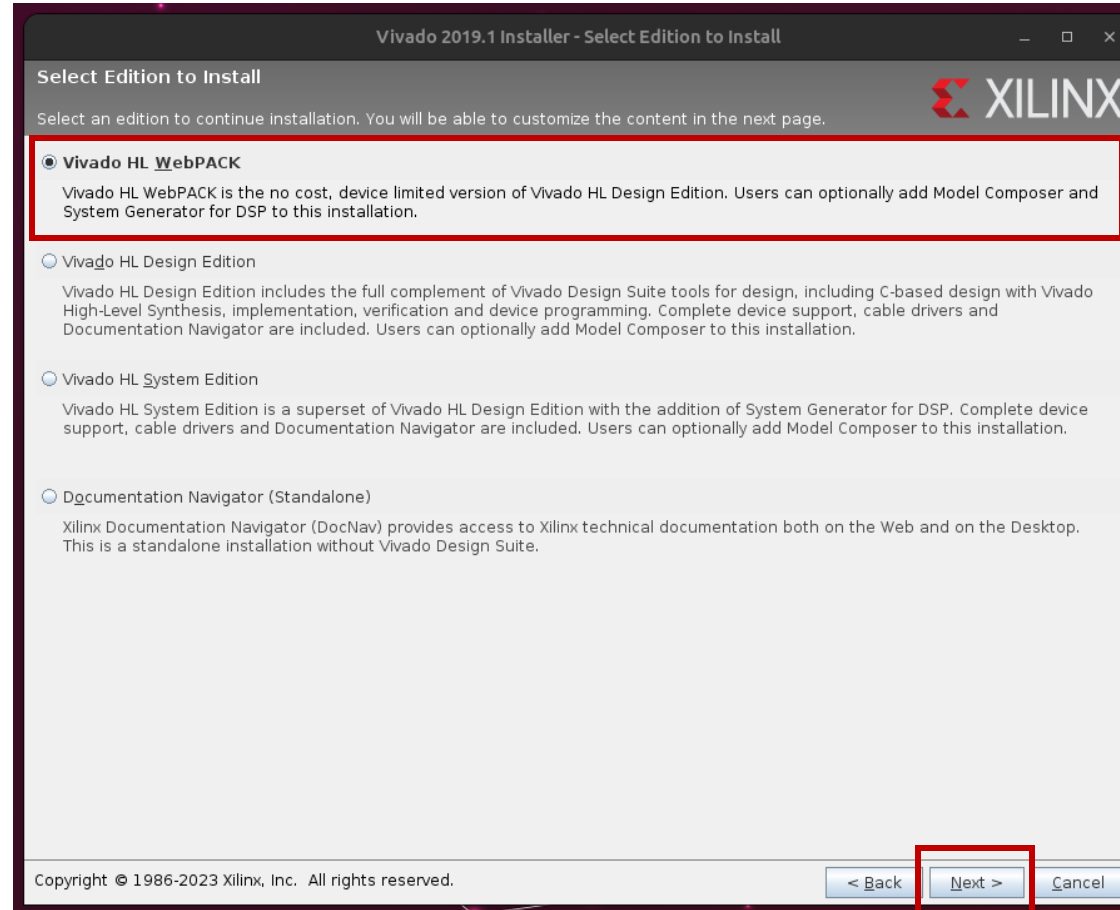 Vivado 2019.1 Installer - Select Edition to Install
Select Edition to Install
XILINX
Select an edition to continue installation. You will be able to customize the content in the next page.
Vivado HL WebPACK
Vivado HL WebPACK is the no cost, device limited version of Vivado HL Design Edition. Users can optionally add Model Composer and
System Generator for DSP to this installation.
Vivado HL Design Edition
Vivado HL Design Edition includes the full complement of Vivado Design Suite tools for design, including C-based design with Vivado
High-Level Synthesis, implementation, verification and device programming. Complete device support, cable drivers and
Documentation Navigator are included. Users can optionally add Model Composer to this installation.
Vivado HL System Edition
Vivado HL System Edition is a superset of Vivado HL Design Edition with the addition of System Generator for DSP. Complete device
support, cable drivers and Documentation Navigator are included. Users can optionally add Model Composer to this installation.
Documentation Navigator (Standalone)
Xilinx Documentation Navigator (DocNav) provides access to Xilinx technical documentation both on the Web and on the Desktop.
This is a standalone installation without Vivado Design Suite.
Copyright © 1986-2023 Xilinx, Inc. All rights reserved.
< Back
Next >
Cancel